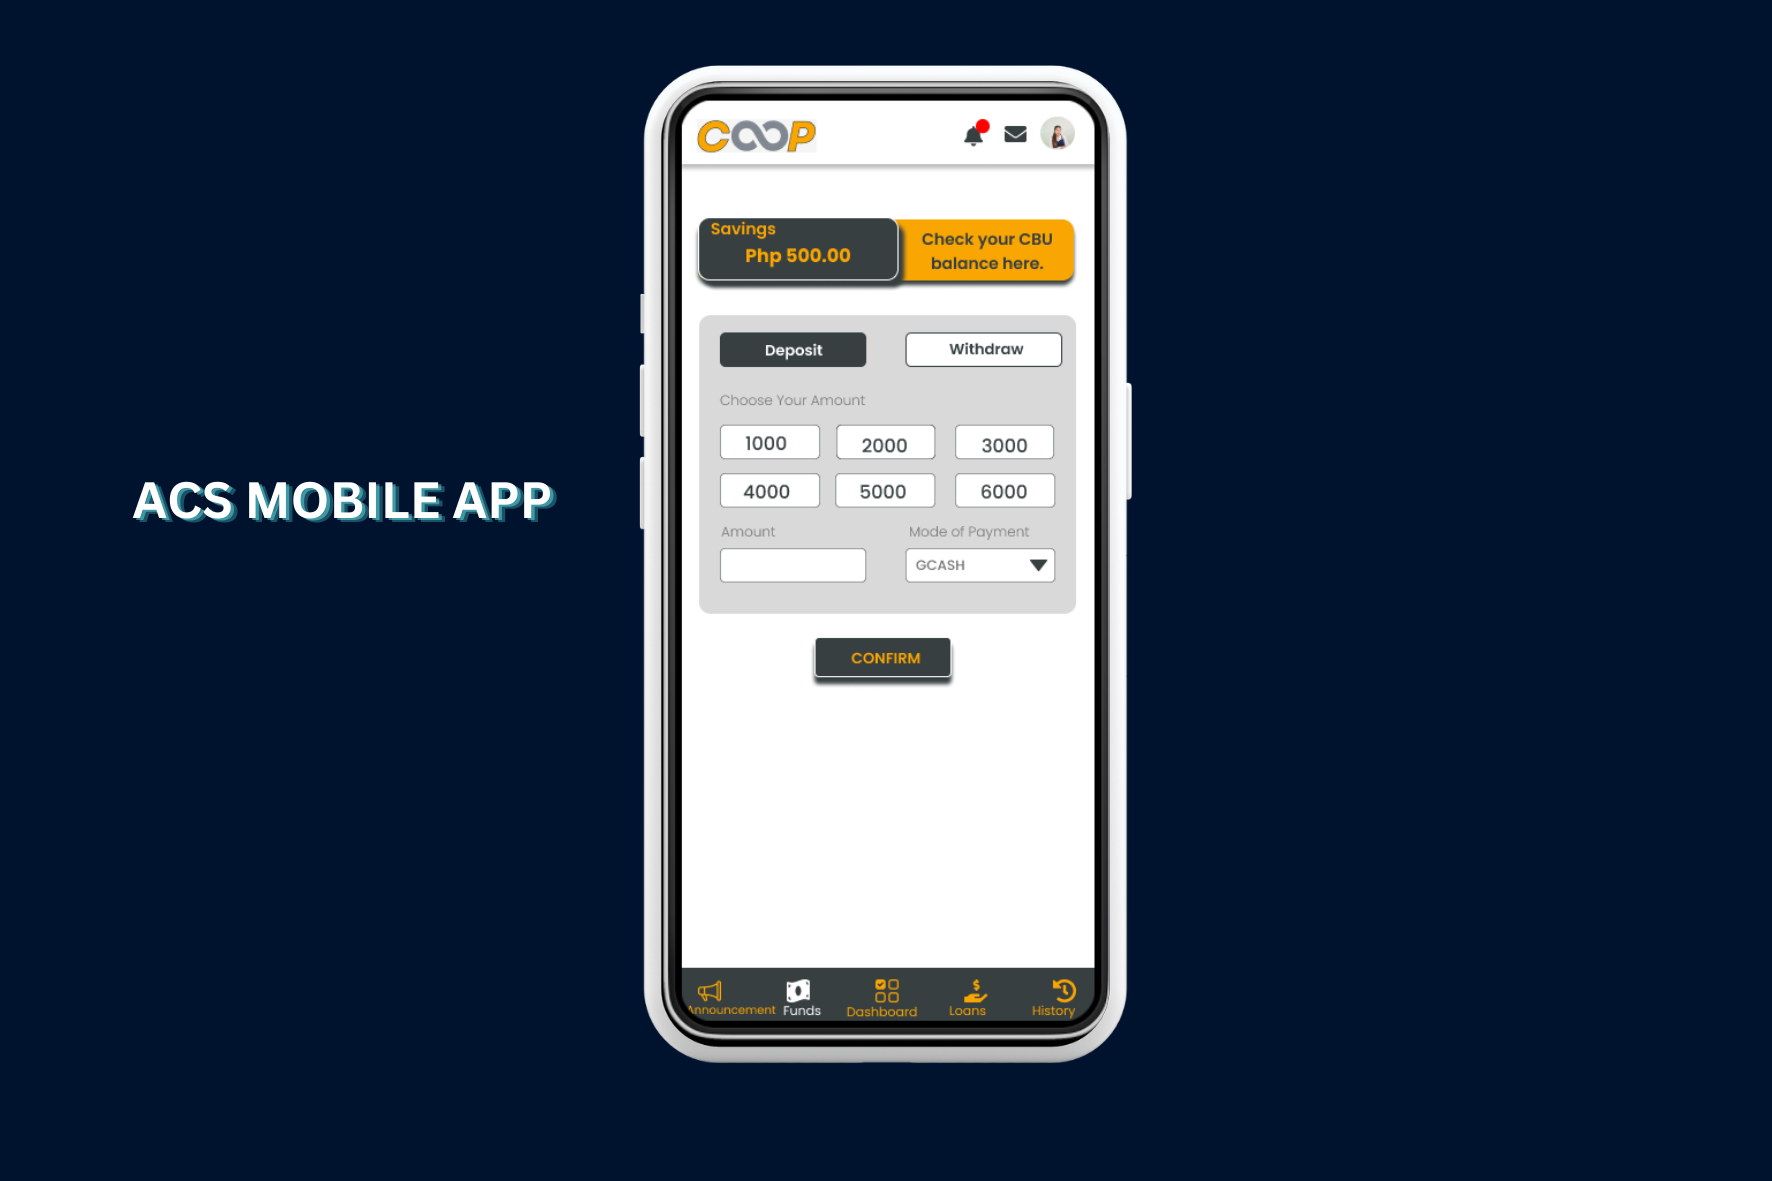 ACS MOBILE APP
COOP
Savings
Php 500.00
Check your CBU
balance here.
Deposit
Withdraw
Choose Your Amount
1000
2000
3000
4000
5000
6000
Amount
Mode of Payment
GCASH
CONFIRM
Announcement
Funds
Dashboard
Loans
History